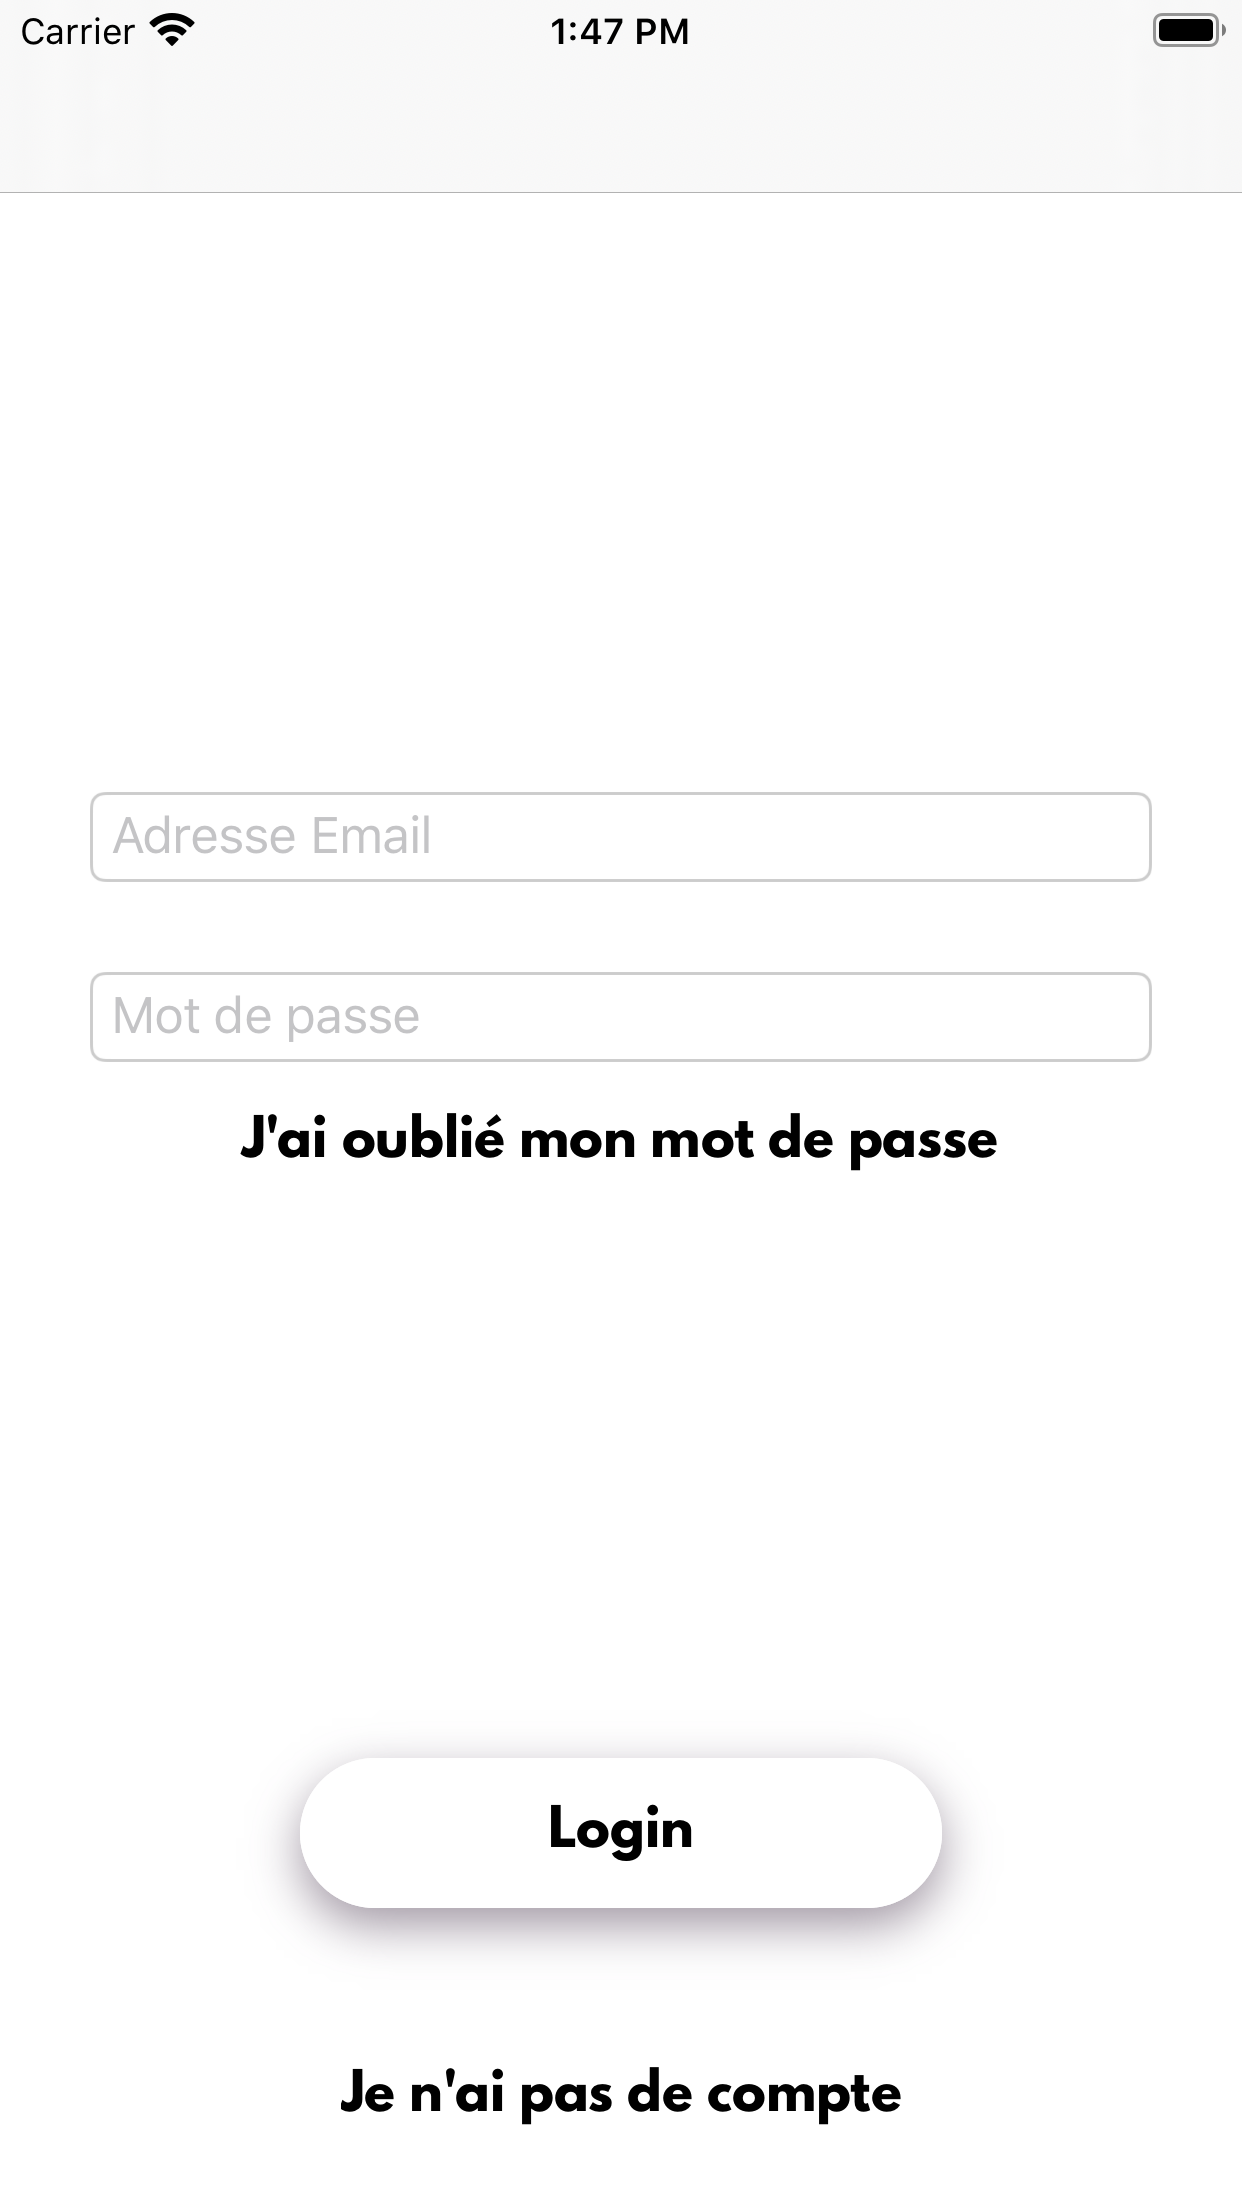 Carrier 1:47 PM
Adresse Email
Mot de passe
J'ai oublié mon mot de passe
Login
Je n'ai pas de compte